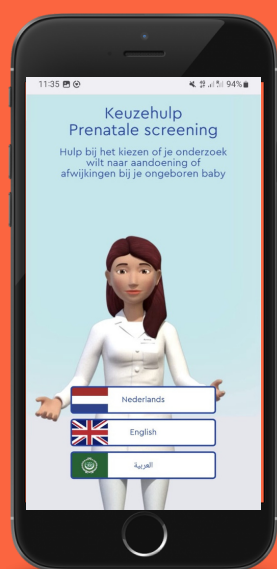 11:35
94%
Keuzehulp
Prenatale screening
Hulp bij het kiezen of je onderzoek
wilt naar aandoening of
afwijkingen bij je ongeboren baby
Nederlands
English
العربية